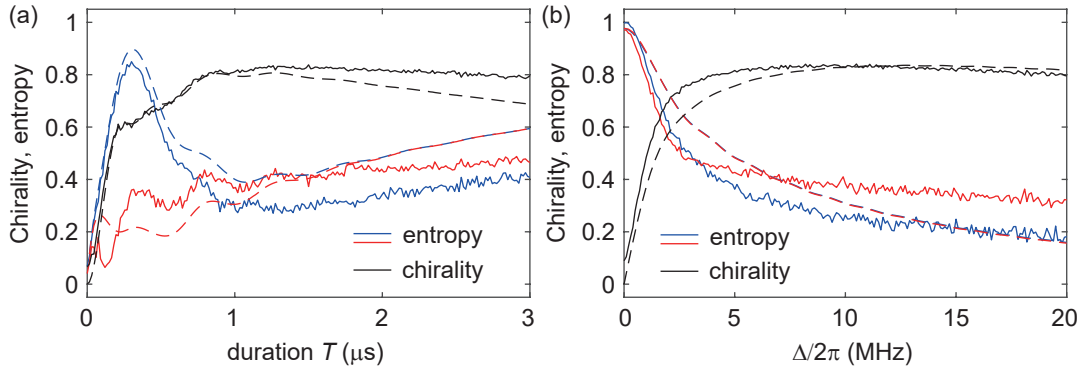 (a)
Chirality, entropy
1
0.8
0.6
0.4
0.2
0
entropy
chirality
0 1 2 3
duration T (μs)
(b)
Chirality, entropy
1
0.8
0.6
0.4
0.2
0
entropy
chirality
0 5 10 15 20
Δ/2π (MHz)